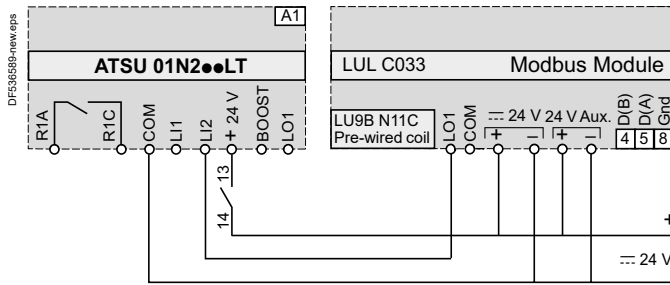 DF536589-new.eps
A1
ATSU 01N2●●LT
R1A
R1C
COM
LI1
LI2
+ 24 V
BOOST
LO1
13
14
LUL C033
Modbus Module
LU9B N11C
Pre-wired coil
LO1
COM
24 V
+
–
24 V Aux.
+
–
D(B)
D(A)
Gnd
4 5 8
+
24 V